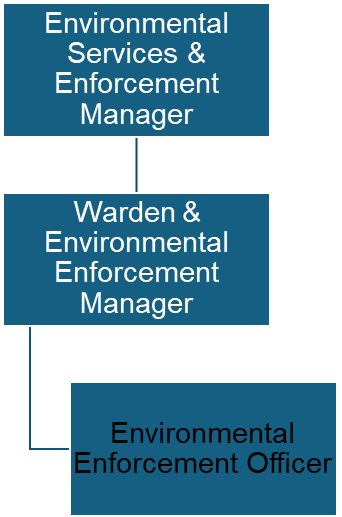 Environmental
Services &
Enforcement
Manager
Warden &
Environmental
Enforcement
Manager
Environmental
Enforcement Officer